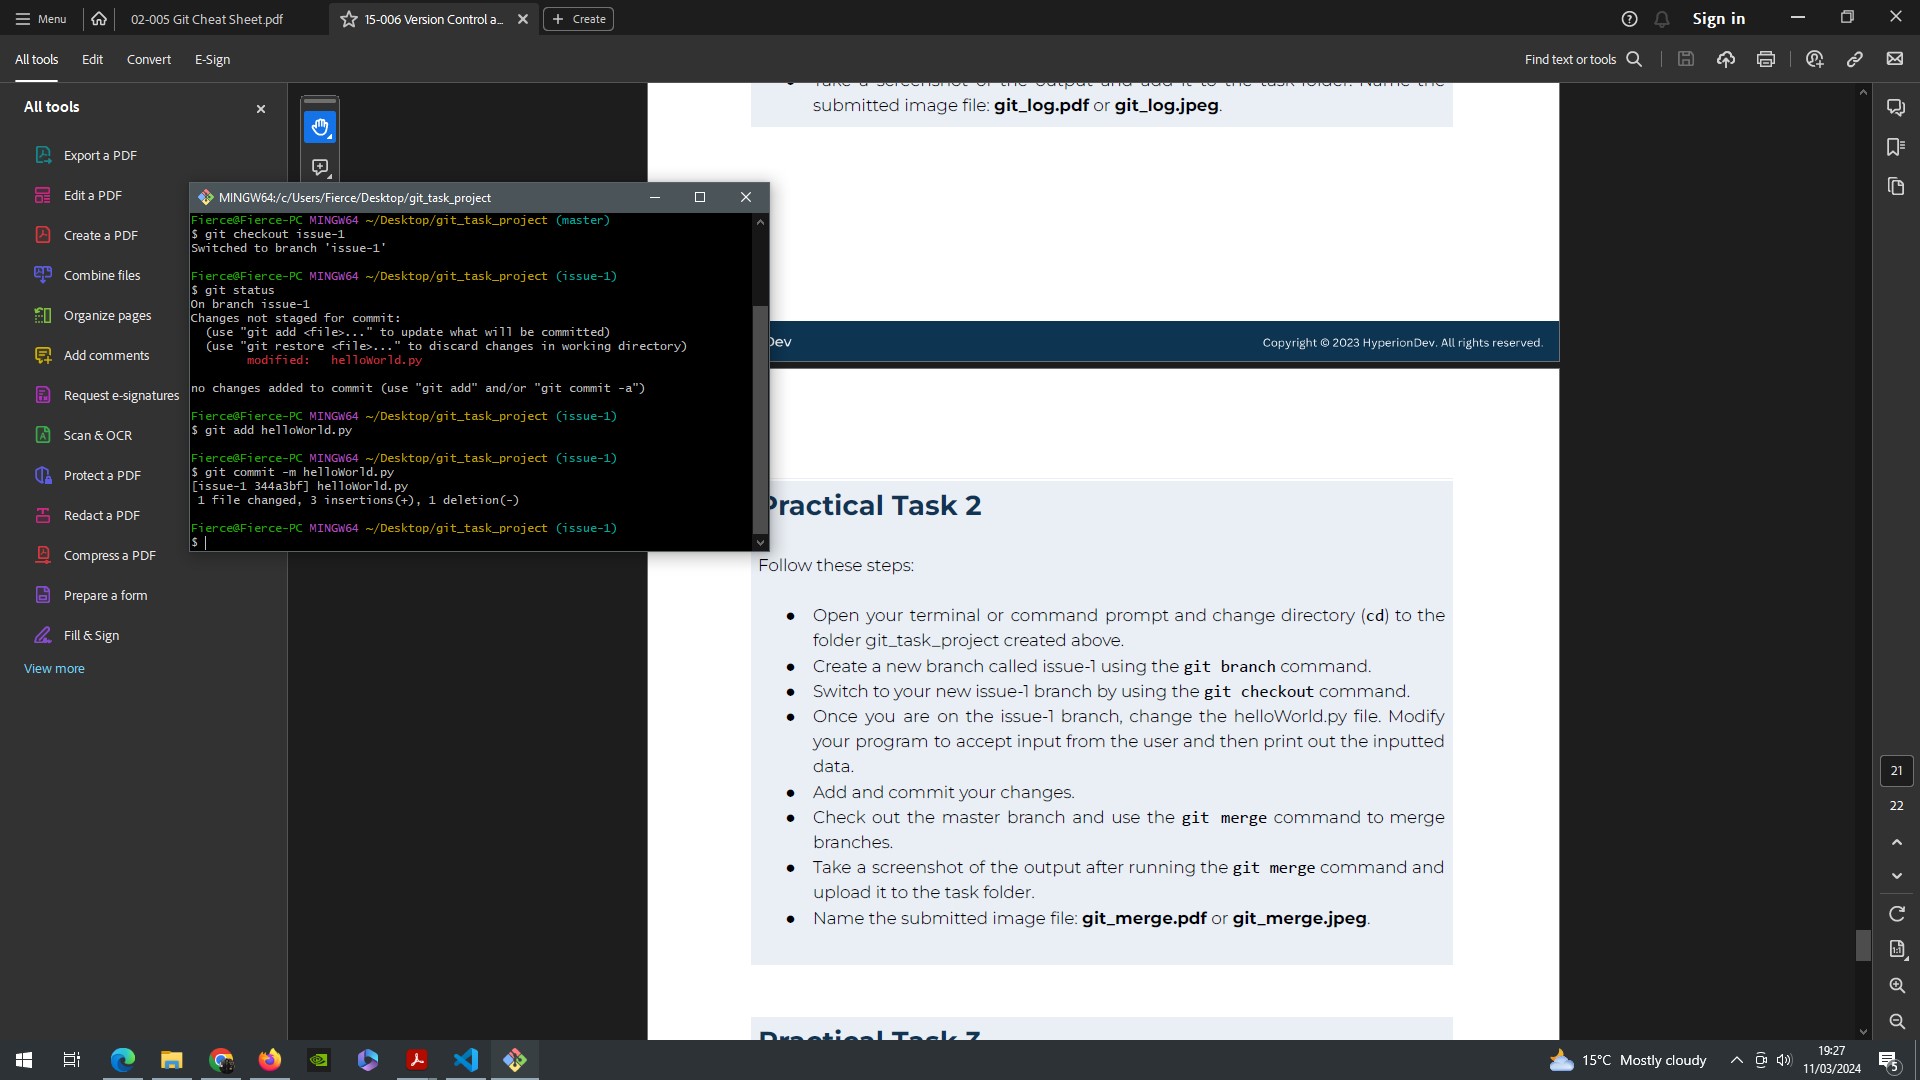 Menu
02-005 Git Cheat Sheet.pdf
15-006 Version Control a...
Create
Sign in
All tools
Edit
Convert
E-Sign
Find text or tools
All tools
Export a PDF
Edit a PDF
Create a PDF
Combine files
Organize pages
Add comments
Request e-signatures
Scan & OCR
Protect a PDF
Redact a PDF
Compress a PDF
Prepare a form
Fill & Sign
View more
MINGW64:/c/Users/Fierce/Desktop/git_task_project
Fierce@Fierce-PC MINGW64 ~/Desktop/git_task_project (master)
$ git checkout issue-1
Switched to branch 'issue-1'
Fierce@Fierce-PC MINGW64 ~/Desktop/git_task_project (issue-1)
$ git status
On branch issue-1
Changes not staged for commit:
(use "git add <file>..." to update what will be committed)
(use "git restore <file>..." to discard changes in working directory)
modified:   helloWorld.py
no changes added to commit (use "git add" and/or "git commit -a")
Fierce@Fierce-PC MINGW64 ~/Desktop/git_task_project (issue-1)
$ git add helloWorld.py
Fierce@Fierce-PC MINGW64 ~/Desktop/git_task_project (issue-1)
$ git commit -m helloWorld.py
[issue-1 344a3bf] helloWorld.py
1 file changed, 3 insertions(+), 1 deletion(-)
Fierce@Fierce-PC MINGW64 ~/Desktop/git_task_project (issue-1)
$
Take a screenshot of the output and add it to the task folder. Name the
submitted image file: git_log.pdf or git_log.jpeg.
Dev
Copyright © 2023 HyperionDev. All rights reserved.
Practical Task 2
Follow these steps:
● Open your terminal or command prompt and change directory (cd) to the
folder git_task_project created above.
● Create a new branch called issue-1 using the git branch command.
● Switch to your new issue-1 branch by using the git checkout command.
● Once you are on the issue-1 branch, change the helloWorld.py file. Modify
your program to accept input from the user and then print out the inputted
data.
● Add and commit your changes.
● Check out the master branch and use the git merge command to merge
branches.
● Take a screenshot of the output after running the git merge command and
upload it to the task folder.
● Name the submitted image file: git_merge.pdf or git_merge.jpeg.
Practical Task 3
21
22
15°C Mostly cloudy
19:27
11/03/2024
5